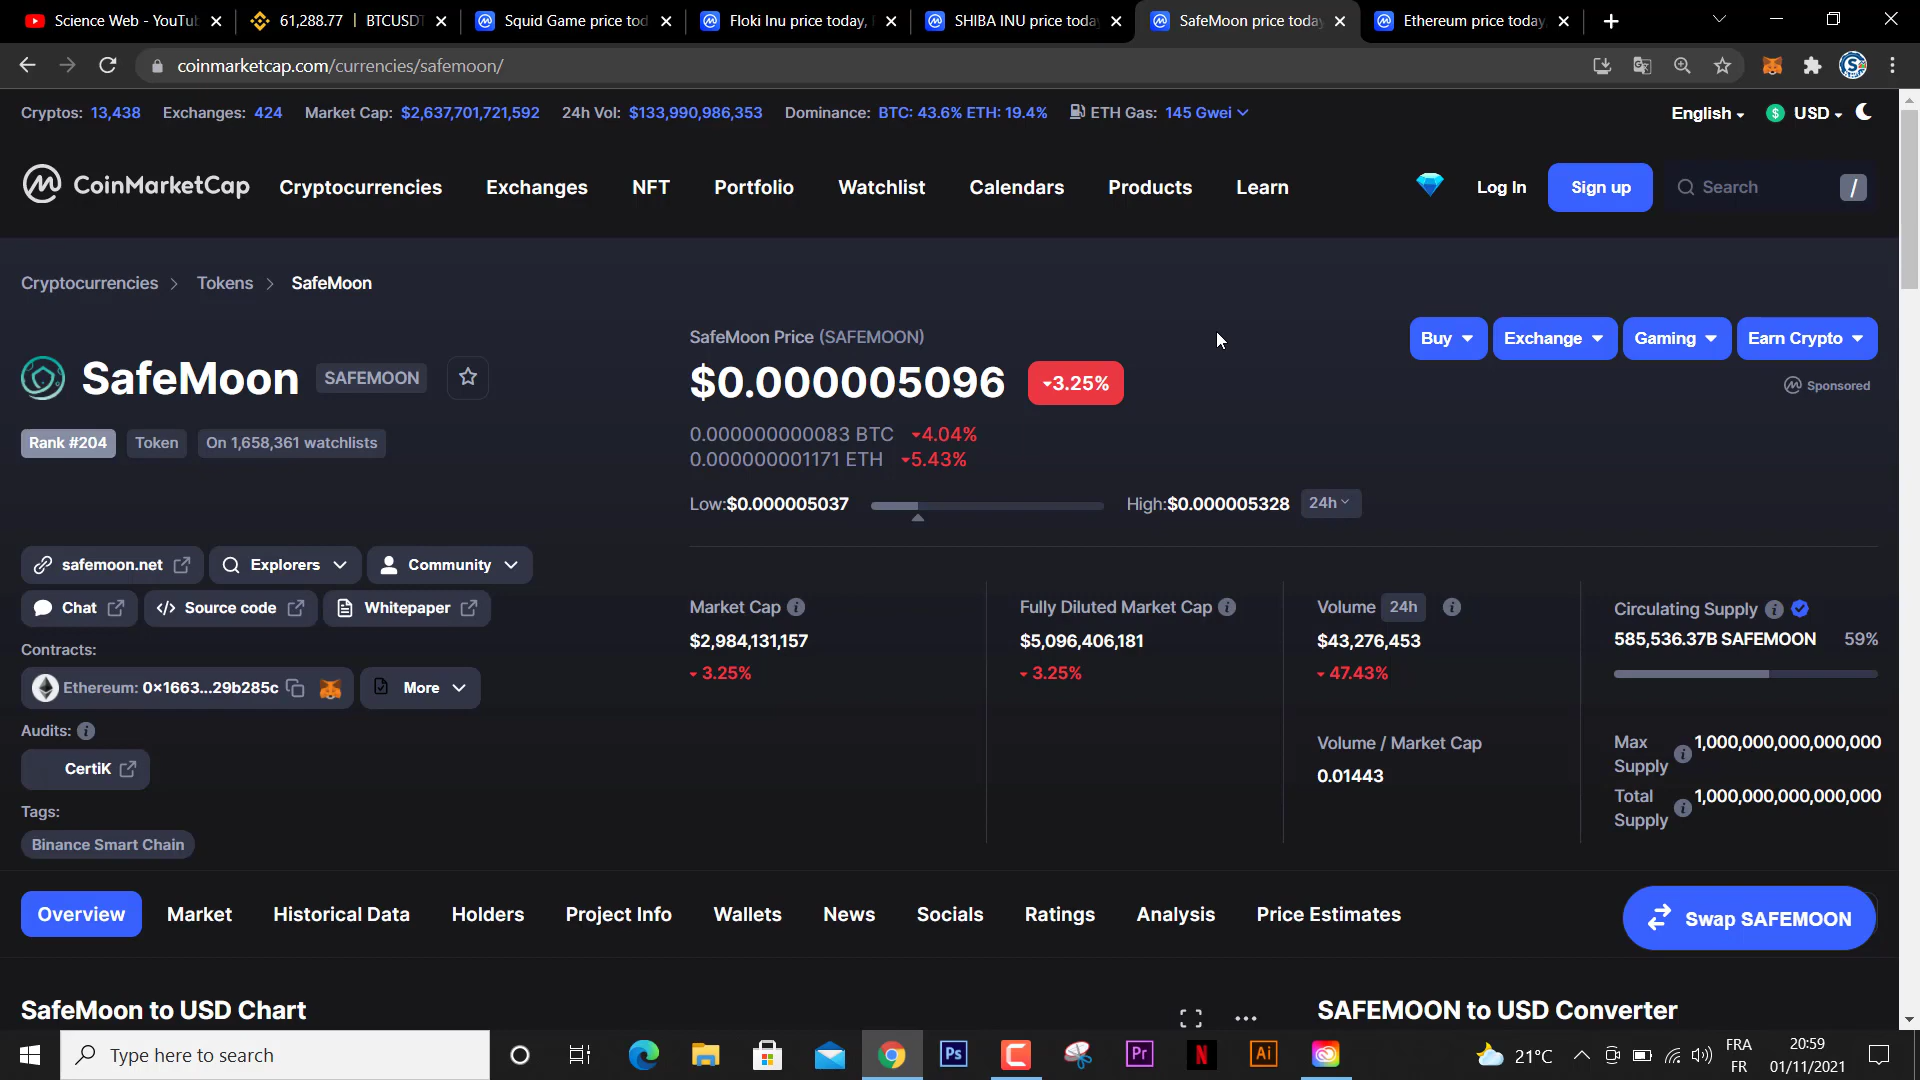 Science Web - YouTu
61,288.77 | BTCUSDT
Squid Game price tod
Floki Inu price today,
SHIBA INU price toda
SafeMoon price today
Ethereum price today,
coinmarketcap.com/currencies/safemoon/
Cryptos: 13,438 Exchanges: 424 Market Cap: $2,637,701,721,592 24h Vol: $133,990,986,353 Dominance: BTC: 43.6% ETH: 19.4% ETH Gas: 145 Gwei
English
$ USD
CoinMarketCap
Cryptocurrencies Exchanges NFT Portfolio Watchlist Calendars Products Learn
Log In
Sign up
Search /
Cryptocurrencies > Tokens > SafeMoon
SafeMoon SAFEMOON
Rank #204 Token On 1,658,361 watchlists
SafeMoon Price (SAFEMOON)
$0.000005096 3.25%
0.000000000083 BTC 4.04%
0.000000001171 ETH 5.43%
Low:$0.000005037 High:$0.000005328 24h
Buy Exchange Gaming Earn Crypto
Sponsored
safemoon.net Explorers Community
Chat Source code Whitepaper
Contracts:
Ethereum: 0x1663...29b285c More
Audits:
CertiK
Tags:
Binance Smart Chain
Market Cap
$2,984,131,157
3.25%
Fully Diluted Market Cap
$5,096,406,181
3.25%
Volume 24h
$43,276,453
47.43%
Volume / Market Cap
0.01443
Circulating Supply
585,536.37B SAFEMOON 59%
Max Supply 1,000,000,000,000,000
Total Supply 1,000,000,000,000,000
Overview Market Historical Data Holders Project Info Wallets News Socials Ratings Analysis Price Estimates
Swap SAFEMOON
SafeMoon to USD Chart
SAFEMOON to USD Converter
Type here to search
Ps
Pr
N
Ai
21°C
FRA
FR
20:59
01/11/2021